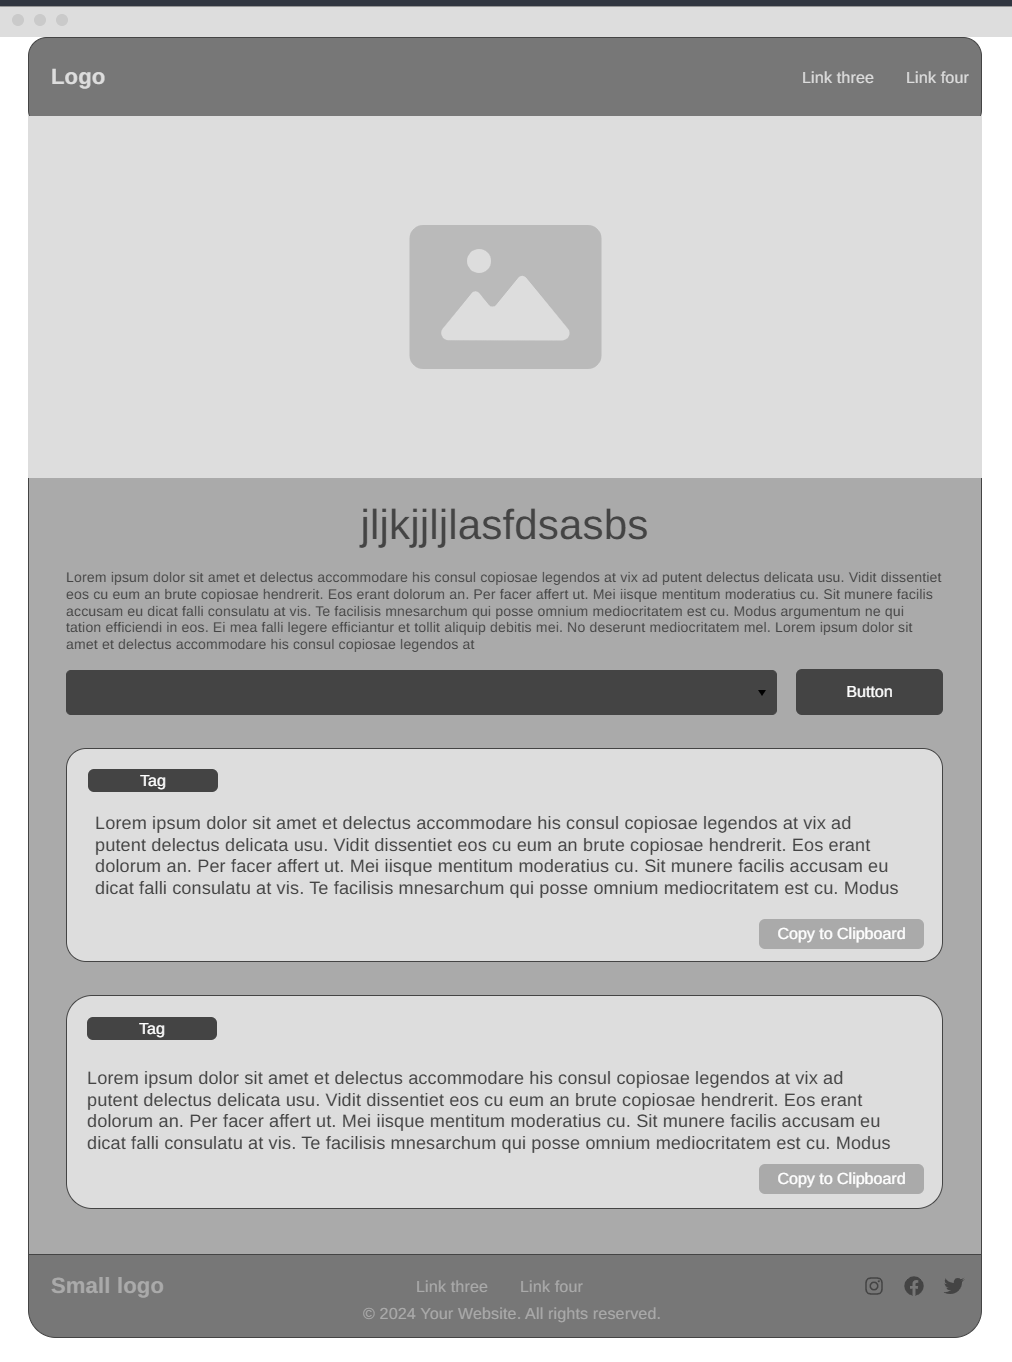 Logo
Link three
Link four
jljkjjljlasfdsasbs
Lorem ipsum dolor sit amet et delectus accommodare his consul copiosae legendos at vix ad putent delectus delicata usu. Vidit dissentiet
eos cu eum an brute copiosae hendrerit. Eos erant dolorum an. Per facer affert ut. Mei iisque mentitum moderatius cu. Sit munere facilis
accusam eu dicat falli consulatu at vis. Te facilisis mnesarchum qui posse omnium mediocritatem est cu. Modus argumentum ne qui
tation efficiendi in eos. Ei mea falli legere efficiantur et tollit aliquip debitis mei. No deserunt mediocritatem mel. Lorem ipsum dolor sit
amet et delectus accommodare his consul copiosae legendos at
Button
Tag
Lorem ipsum dolor sit amet et delectus accommodare his consul copiosae legendos at vix ad
putent delectus delicata usu. Vidit dissentiet eos cu eum an brute copiosae hendrerit. Eos erant
dolorum an. Per facer affert ut. Mei iisque mentitum moderatius cu. Sit munere facilis accusam eu
dicat falli consulatu at vis. Te facilisis mnesarchum qui posse omnium mediocritatem est cu. Modus
Copy to Clipboard
Tag
Lorem ipsum dolor sit amet et delectus accommodare his consul copiosae legendos at vix ad
putent delectus delicata usu. Vidit dissentiet eos cu eum an brute copiosae hendrerit. Eos erant
dolorum an. Per facer affert ut. Mei iisque mentitum moderatius cu. Sit munere facilis accusam eu
dicat falli consulatu at vis. Te facilisis mnesarchum qui posse omnium mediocritatem est cu. Modus
Copy to Clipboard
Small logo
Link three
Link four
© 2024 Your Website. All rights reserved.